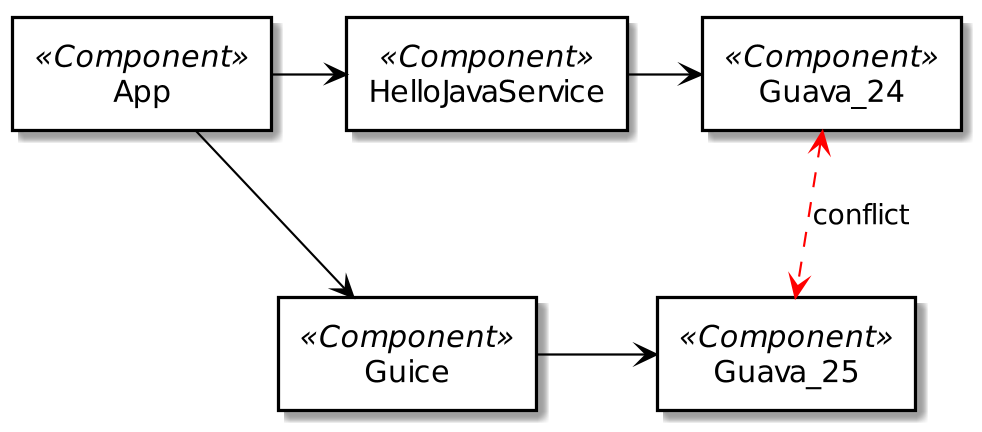 «Component»
App
«Component»
HelloJavaService
«Component»
Guava_24
conflict
«Component»
Guice
«Component»
Guava_25